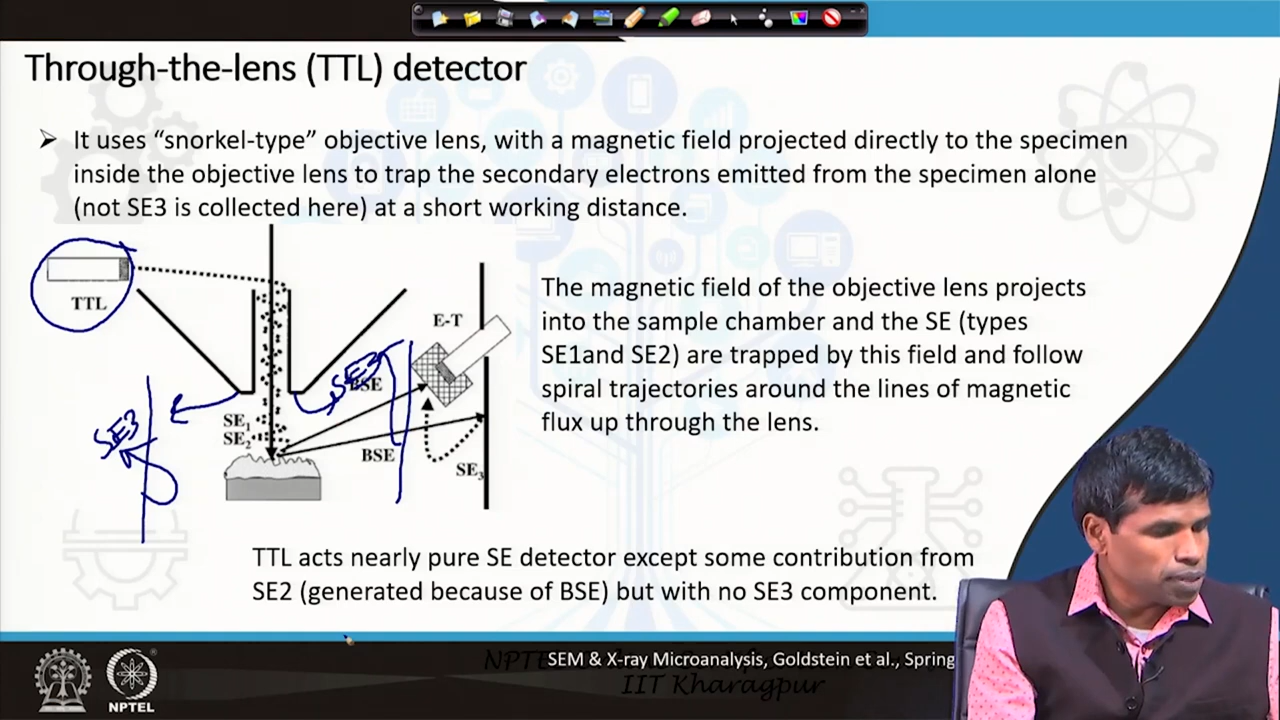 Through-the-lens (TTL) detector
It uses “snorkel-type” objective lens, with a magnetic field projected directly to the specimen
inside the objective lens to trap the secondary electrons emitted from the specimen alone
(not SE3 is collected here) at a short working distance.
TTL
E-T
SE3
BSE
SE1
SE2
SE3
BSE
SE3
The magnetic field of the objective lens projects
into the sample chamber and the SE (types
SE1and SE2) are trapped by this field and follow
spiral trajectories around the lines of magnetic
flux up through the lens.
TTL acts nearly pure SE detector except some contribution from
SE2 (generated because of BSE) but with no SE3 component.
SEM & X-ray Microanalysis, Goldstein et al., Spring
NPTEL
IIT Kharagpur
NPTEL